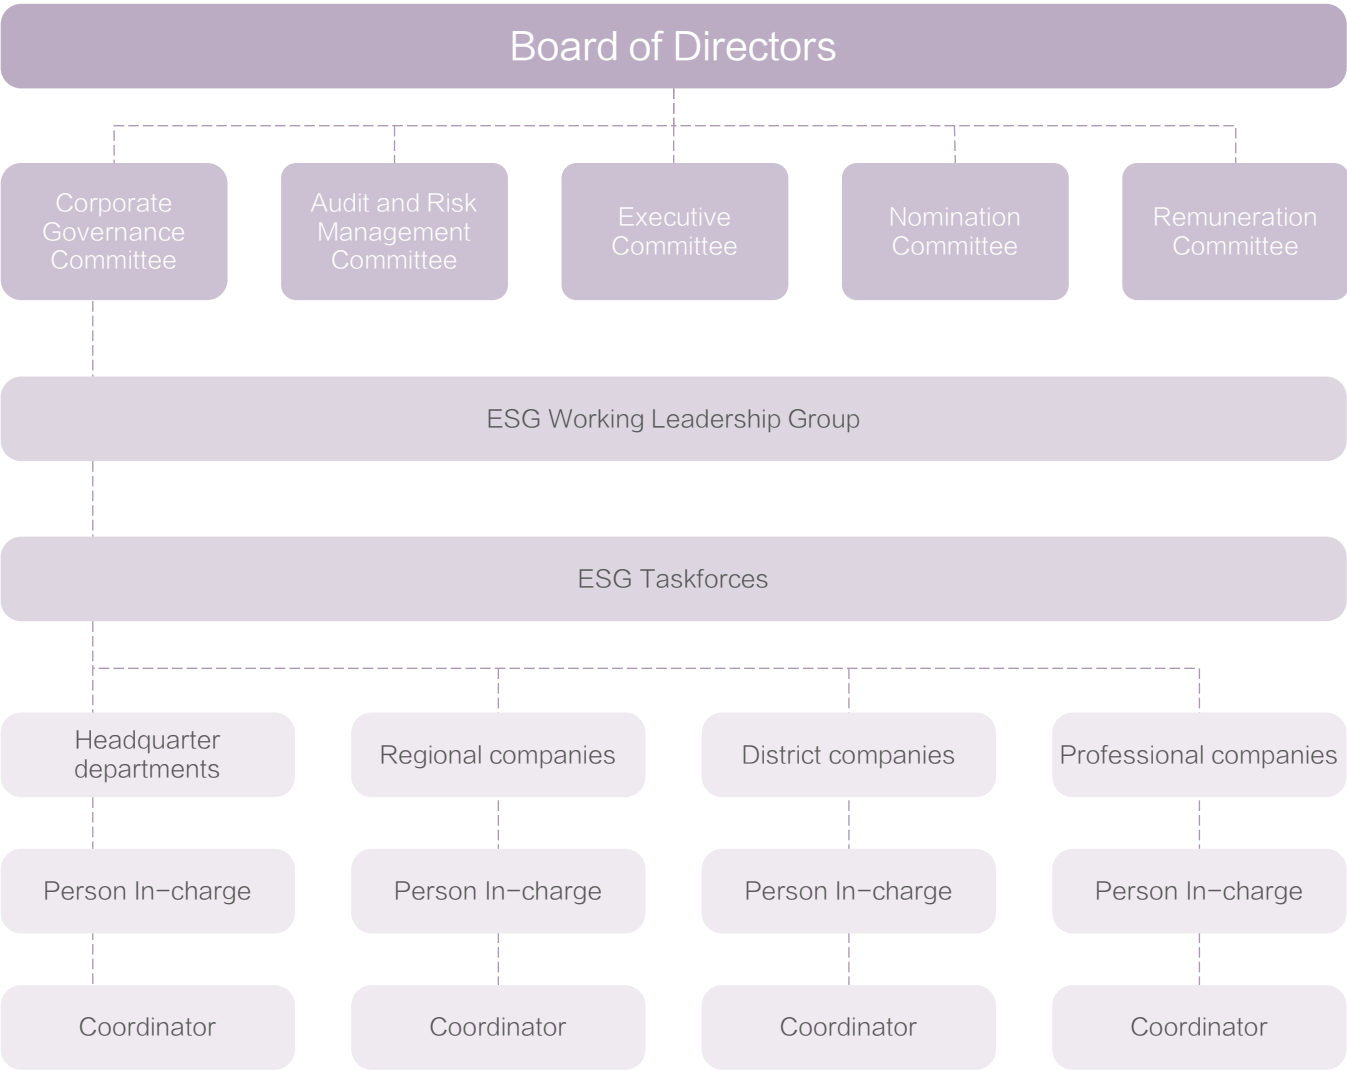 Board of Directors
Corporate
Governance
Committee
Audit and Risk
Management
Committee
Executive
Committee
Nomination
Committee
Remuneration
Committee
ESG Working Leadership Group
ESG Taskforces
Headquarter
departments
Regional companies
District companies
Professional companies
Person In-charge
Person In-charge
Person In-charge
Person In-charge
Coordinator
Coordinator
Coordinator
Coordinator